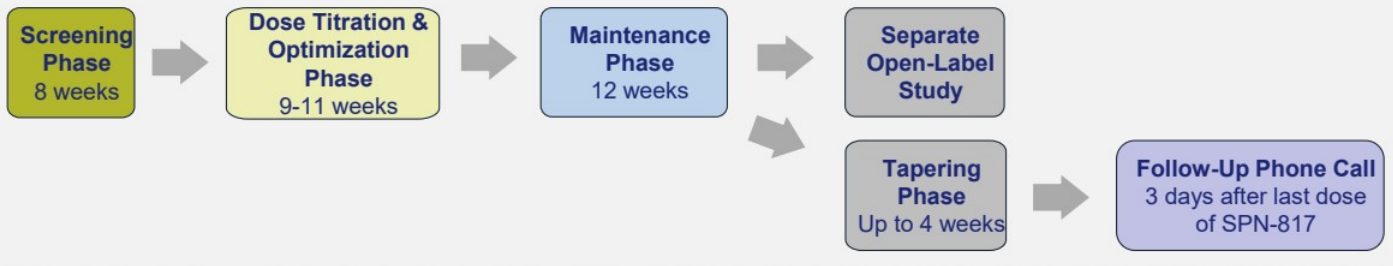 Screening
Phase
8 weeks
Dose Titration &
Optimization
Phase
9-11 weeks
Maintenance
Phase
12 weeks
Separate
Open-Label
Study
Tapering
Phase
Up to 4 weeks
Follow-Up Phone Call
3 days after last dose
of SPN-817